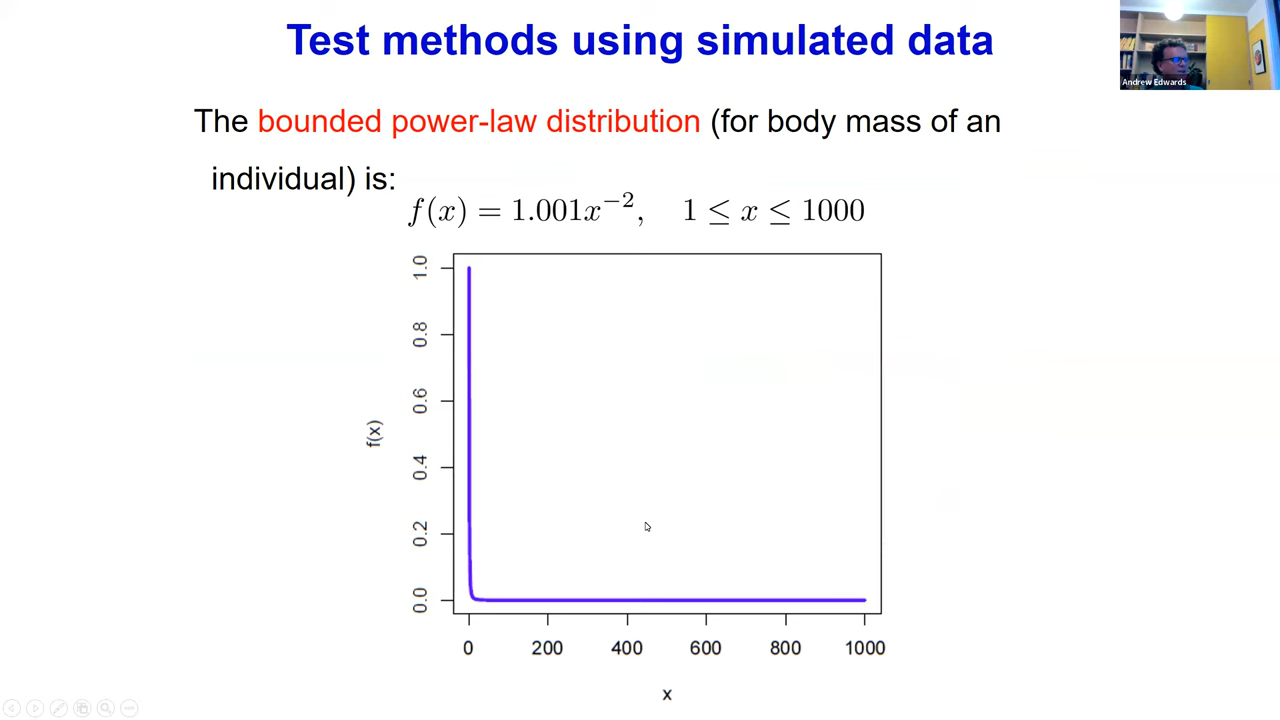 Test methods using simulated data
Andrew Edwards
The bounded power-law distribution (for body mass of an
individual) is:
f(x) = 1.001x⁻², 1 ≤ x ≤ 1000
1.0
0.8
0.6
0.4
0.2
0.0
f(x)
0 200 400 600 800 1000
x